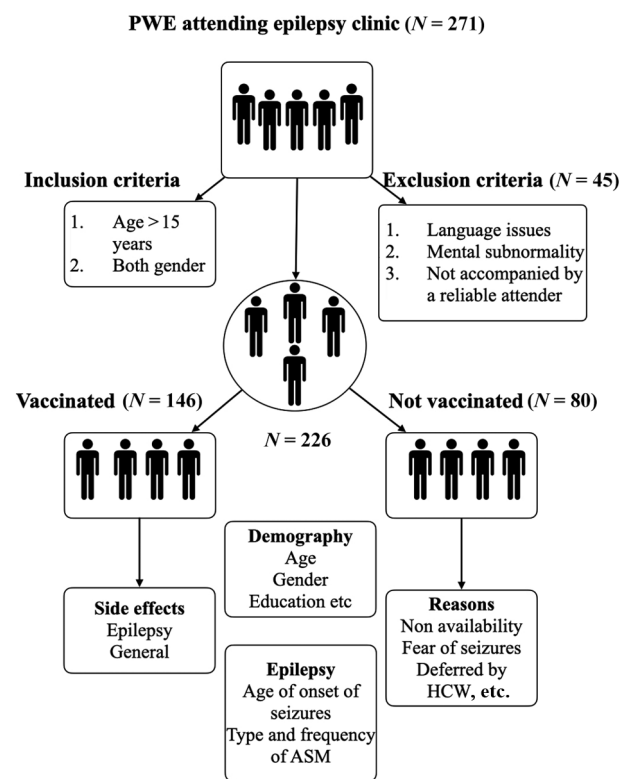 PWE attending epilepsy clinic (N = 271)
Inclusion criteria
1. Age > 15
years
2. Both gender
Exclusion criteria (N = 45)
1. Language issues
2. Mental subnormality
3. Not accompanied by
a reliable attender
Vaccinated (N = 146)
Not vaccinated (N = 80)
N = 226
Demography
Age
Gender
Education etc
Side effects
Epilepsy
General
Reasons
Non availability
Fear of seizures
Deferred by
HCW, etc.
Epilepsy
Age of onset of
seizures
Type and frequency
of ASM